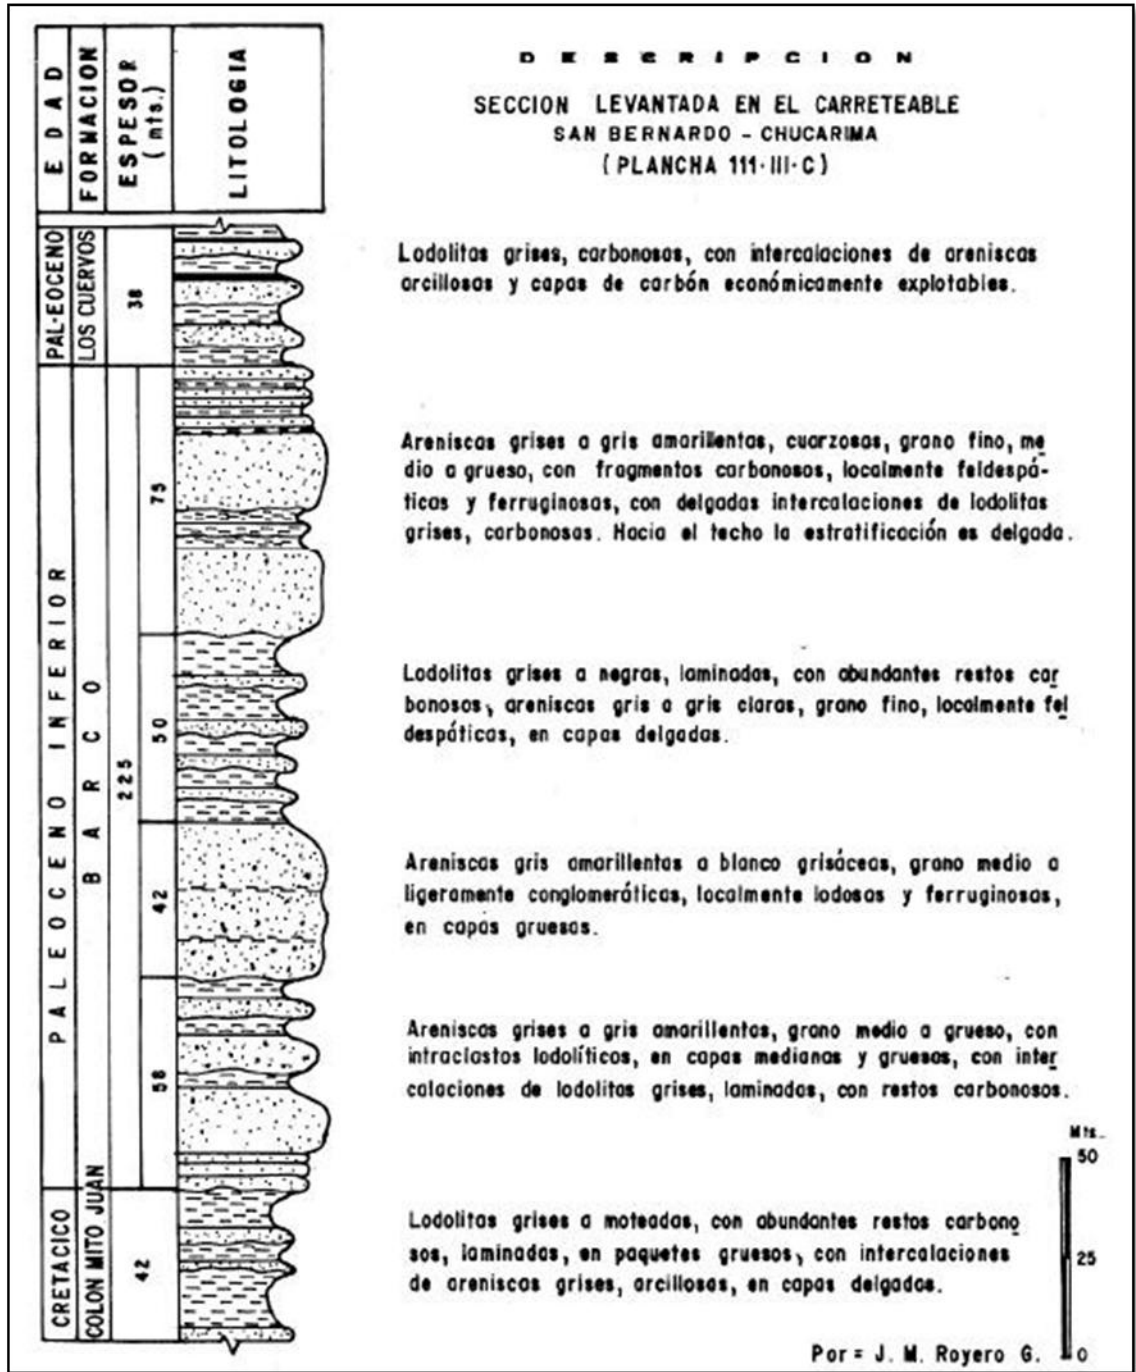 EDAD
FORMACION
ESPESOR
(mts.)
LITOLOGIA
DESCRIPCION
SECCION LEVANTADA EN EL CARRETEABLE
SAN BERNARDO - CHUCARIMA
(PLANCHA 111-III-C)
PAL-EOCENO
LOS CUERVOS
38
Lodolitas grises, carbonosas, con intercalaciones de areniscas
arcillosas y capas de carbón económicamente explotables.
PALEOCENO INFERIOR
BARCO
225
75
Areniscas grises a gris amarillentas, cuarzosas, grano fino, me
dio a grueso, con fragmentos carbonosos, localmente feldespá-
ticas y ferruginosas, con delgadas intercalaciones de lodolitas
grises, carbonosas. Hacia el techo la estratificación es delgada.
50
Lodolitas grises a negras, laminadas, con abundantes restos car
bonosos, areniscas gris a gris claras, grano fino, localmente fel
despáticas, en capas delgadas.
42
Areniscas gris amarillentas a blanco grisáceas, grano medio a
ligeramente conglomeráticas, localmente lodosas y ferruginosas,
en capas gruesas.
58
Areniscas grises a gris amarillentas, grano medio a grueso, con
intraclastos lodolíticos, en capas medianas y gruesas, con inter
calaciones de lodolitas grises, laminadas, con restos carbonosos.
CRETACICO
COLON MITO JUAN
42
Lodolitas grises a moteadas, con abundantes restos carbono
sos, laminadas, en paquetes gruesos, con intercalaciones
de areniscas grises, arcillosas, en capas delgadas.
Mts.
50
25
0
Por = J. M. Royero G.